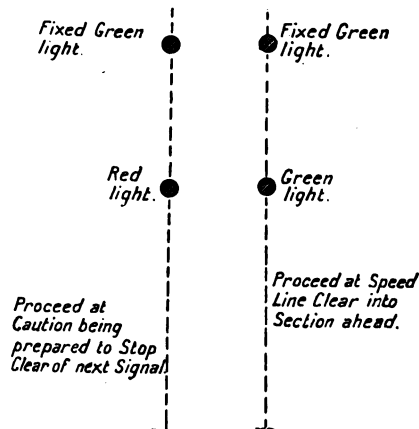 Fixed Green
light.
Fixed Green
light.
Red
light.
Green
light.
Proceed at
Caution being
prepared to Stop
Clear of next Signal
Proceed at Speed
Line Clear into
Section ahead.